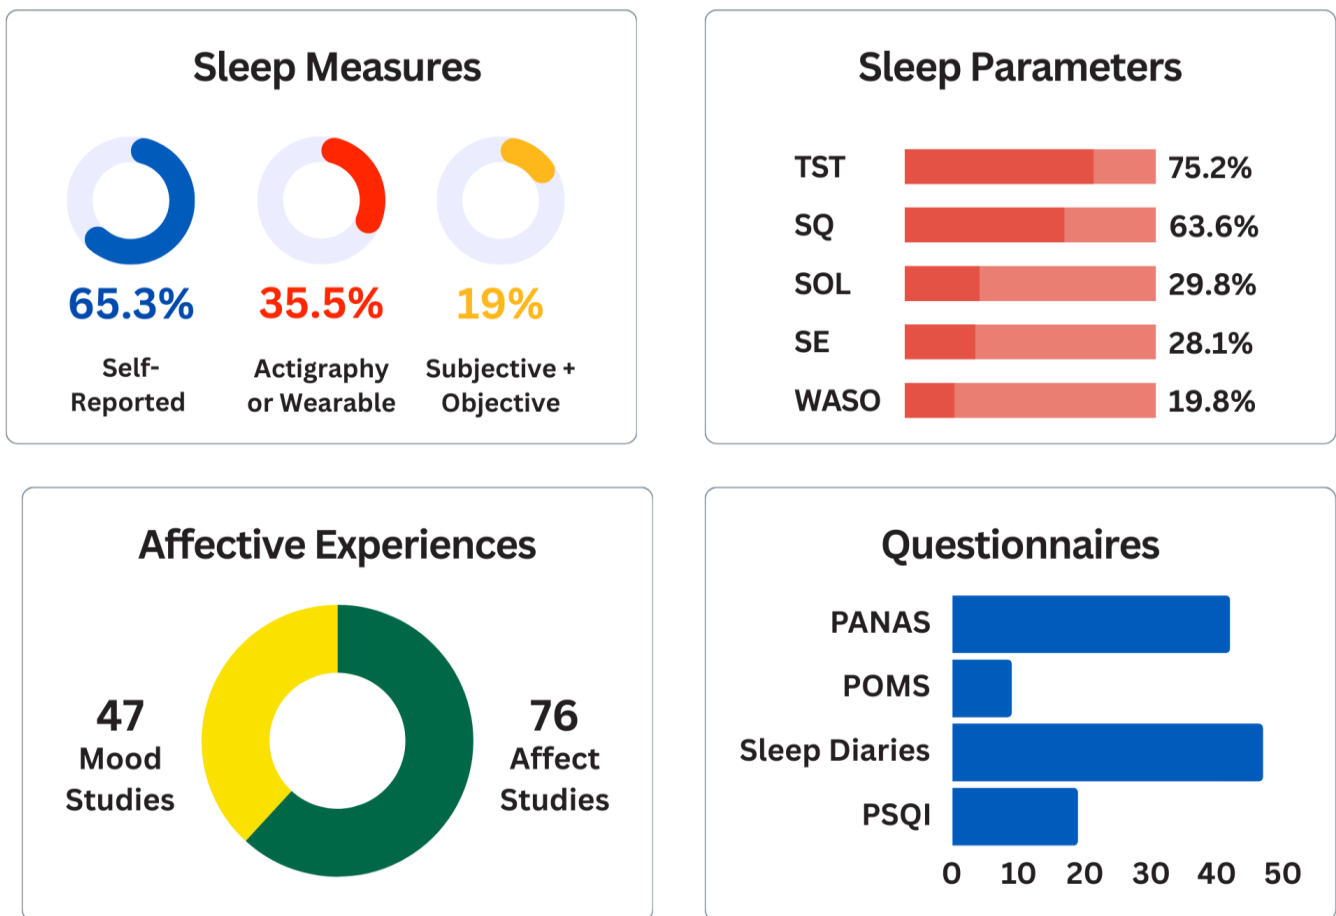 Sleep Measures
65.3%
35.5%
19%
Self-
Reported
Actigraphy
or Wearable
Subjective +
Objective
Sleep Parameters
TST 75.2%
SQ 63.6%
SOL 29.8%
SE 28.1%
WASO 19.8%
Affective Experiences
47
Mood
Studies
76
Affect
Studies
Questionnaires
PANAS
POMS
Sleep Diaries
PSQI
0 10 20 30 40 50